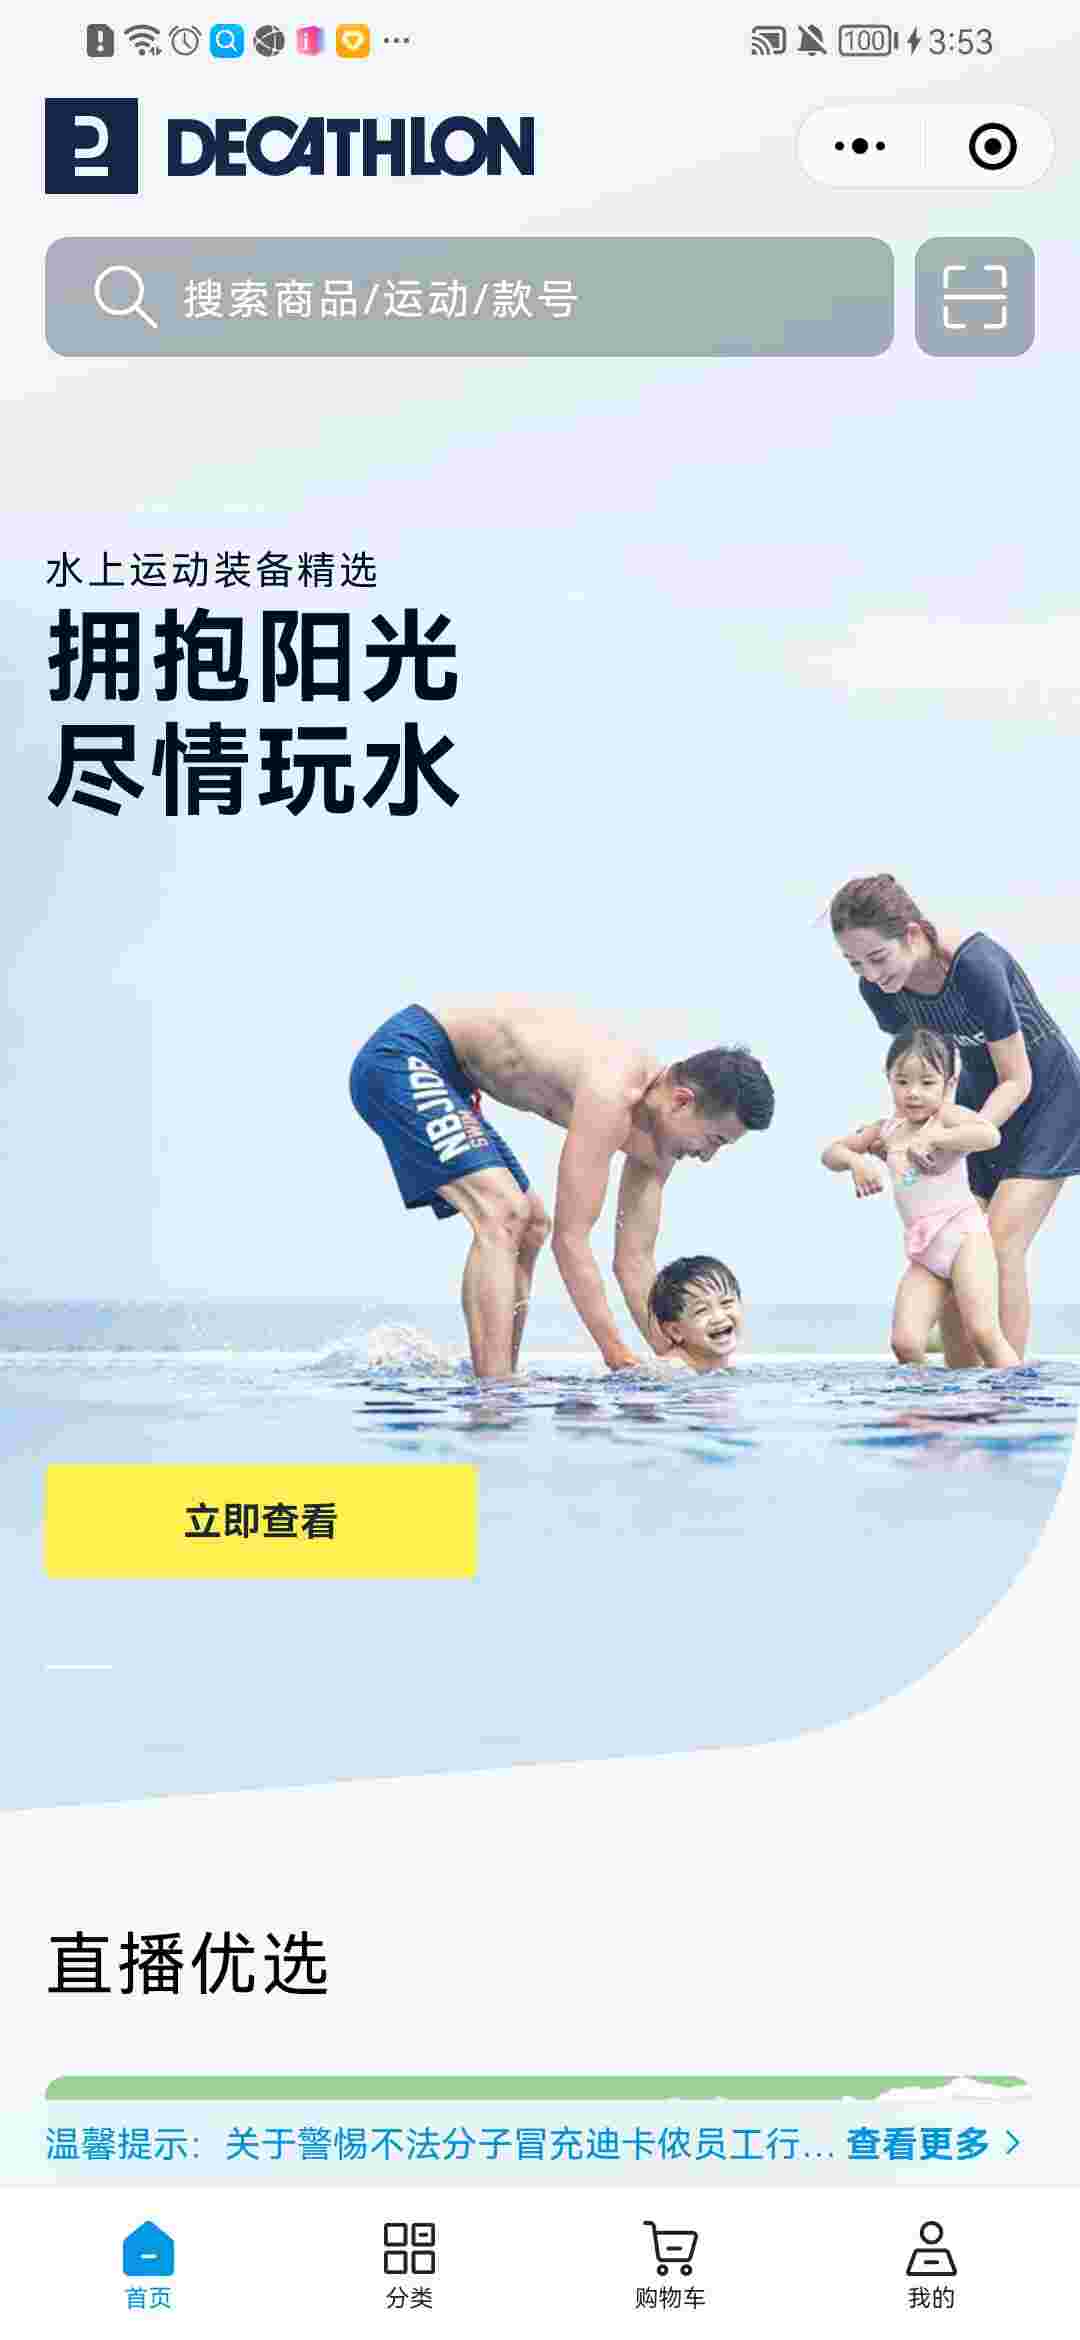 100
3:53
DECATHLON
搜索商品/运动/款号
水上运动装备精选
拥抱阳光
尽情玩水
NBJIDP
立即查看
直播优选
温馨提示：关于警惕不法分子冒充迪卡侬员工行... 查看更多
首页
分类
购物车
我的